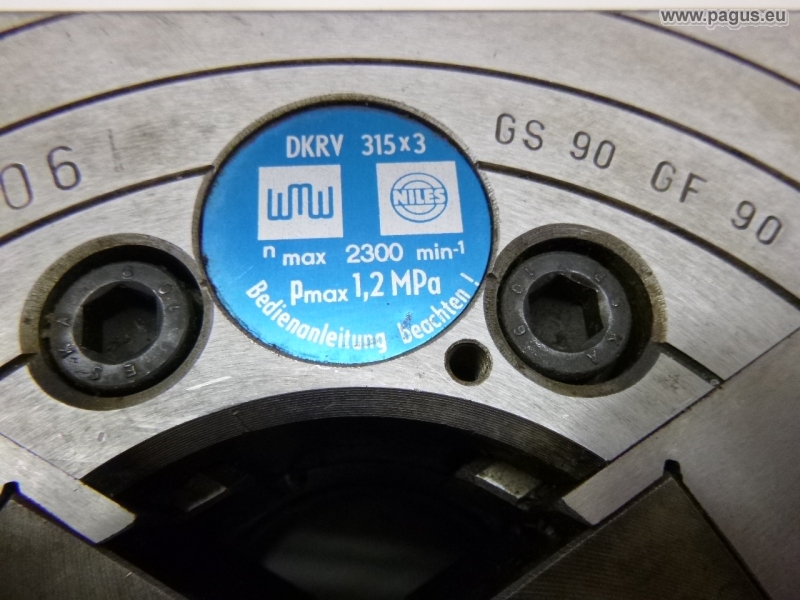 www.pagus.eu
061
GS 90 GF 90
DKRV 315x3
WMW NILES
n max 2300 min-1
pmax 1,2 MPa
Bedienanleitung beachten !